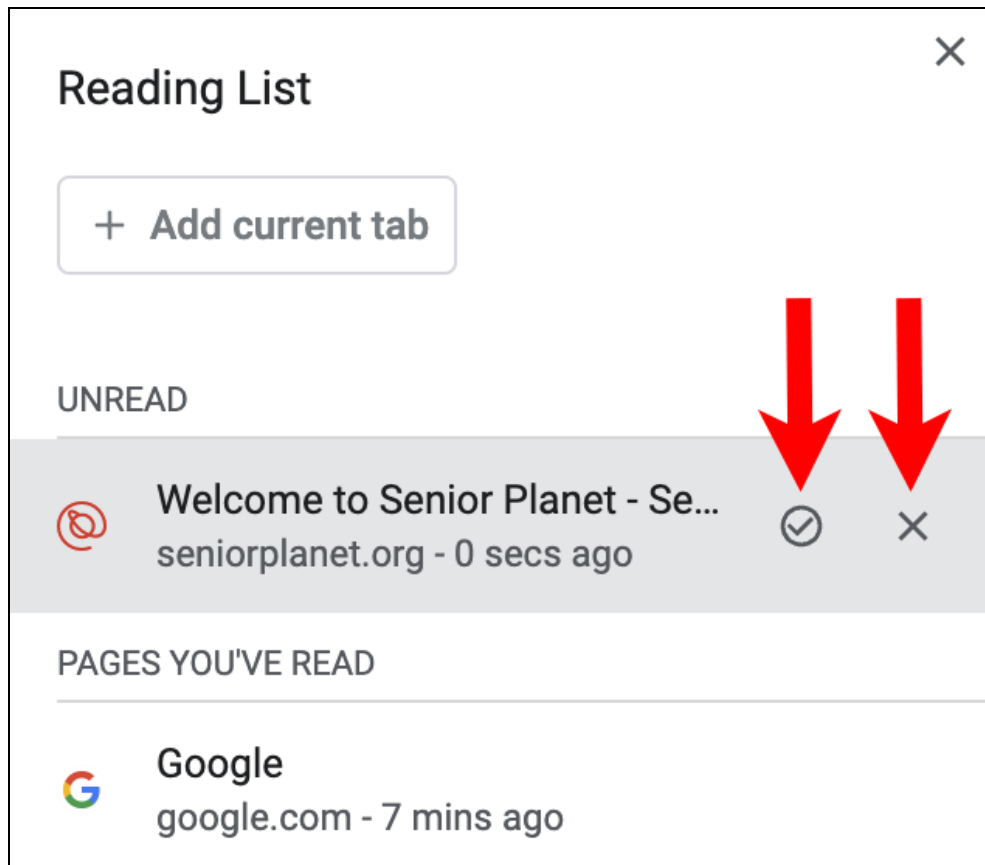 Reading List
+ Add current tab
UNREAD
Welcome to Senior Planet - Se...
seniorplanet.org - 0 secs ago
PAGES YOU'VE READ
Google
google.com - 7 mins ago